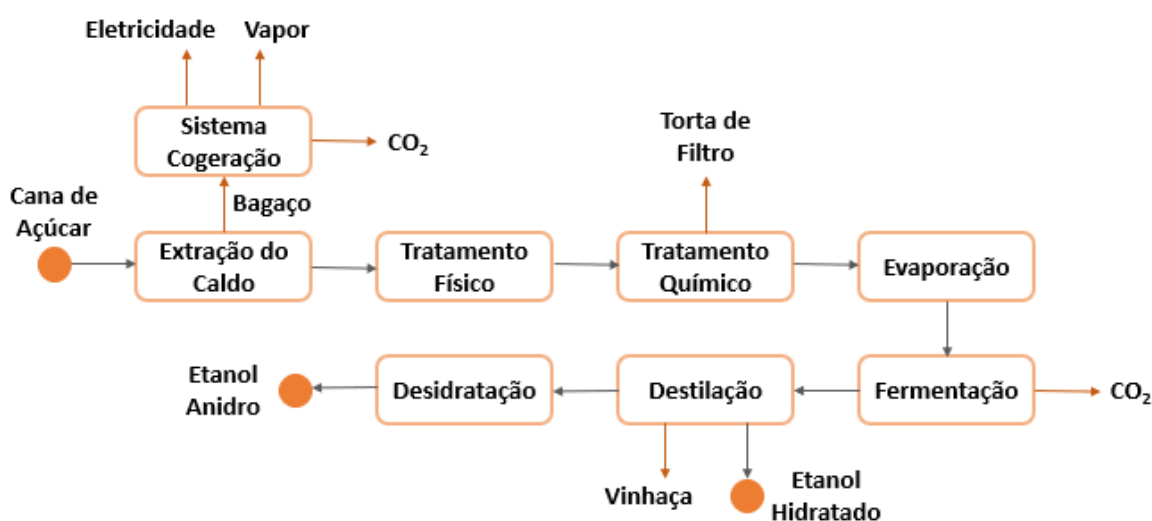 Eletricidade
Vapor
Sistema
Cogeração
CO₂
Torta de
Filtro
Cana de
Açúcar
Bagaço
Extração do
Caldo
Tratamento
Físico
Tratamento
Químico
Evaporação
Etanol
Anidro
Desidratação
Destilação
Fermentação
CO₂
Vinhaça
Etanol
Hidratado